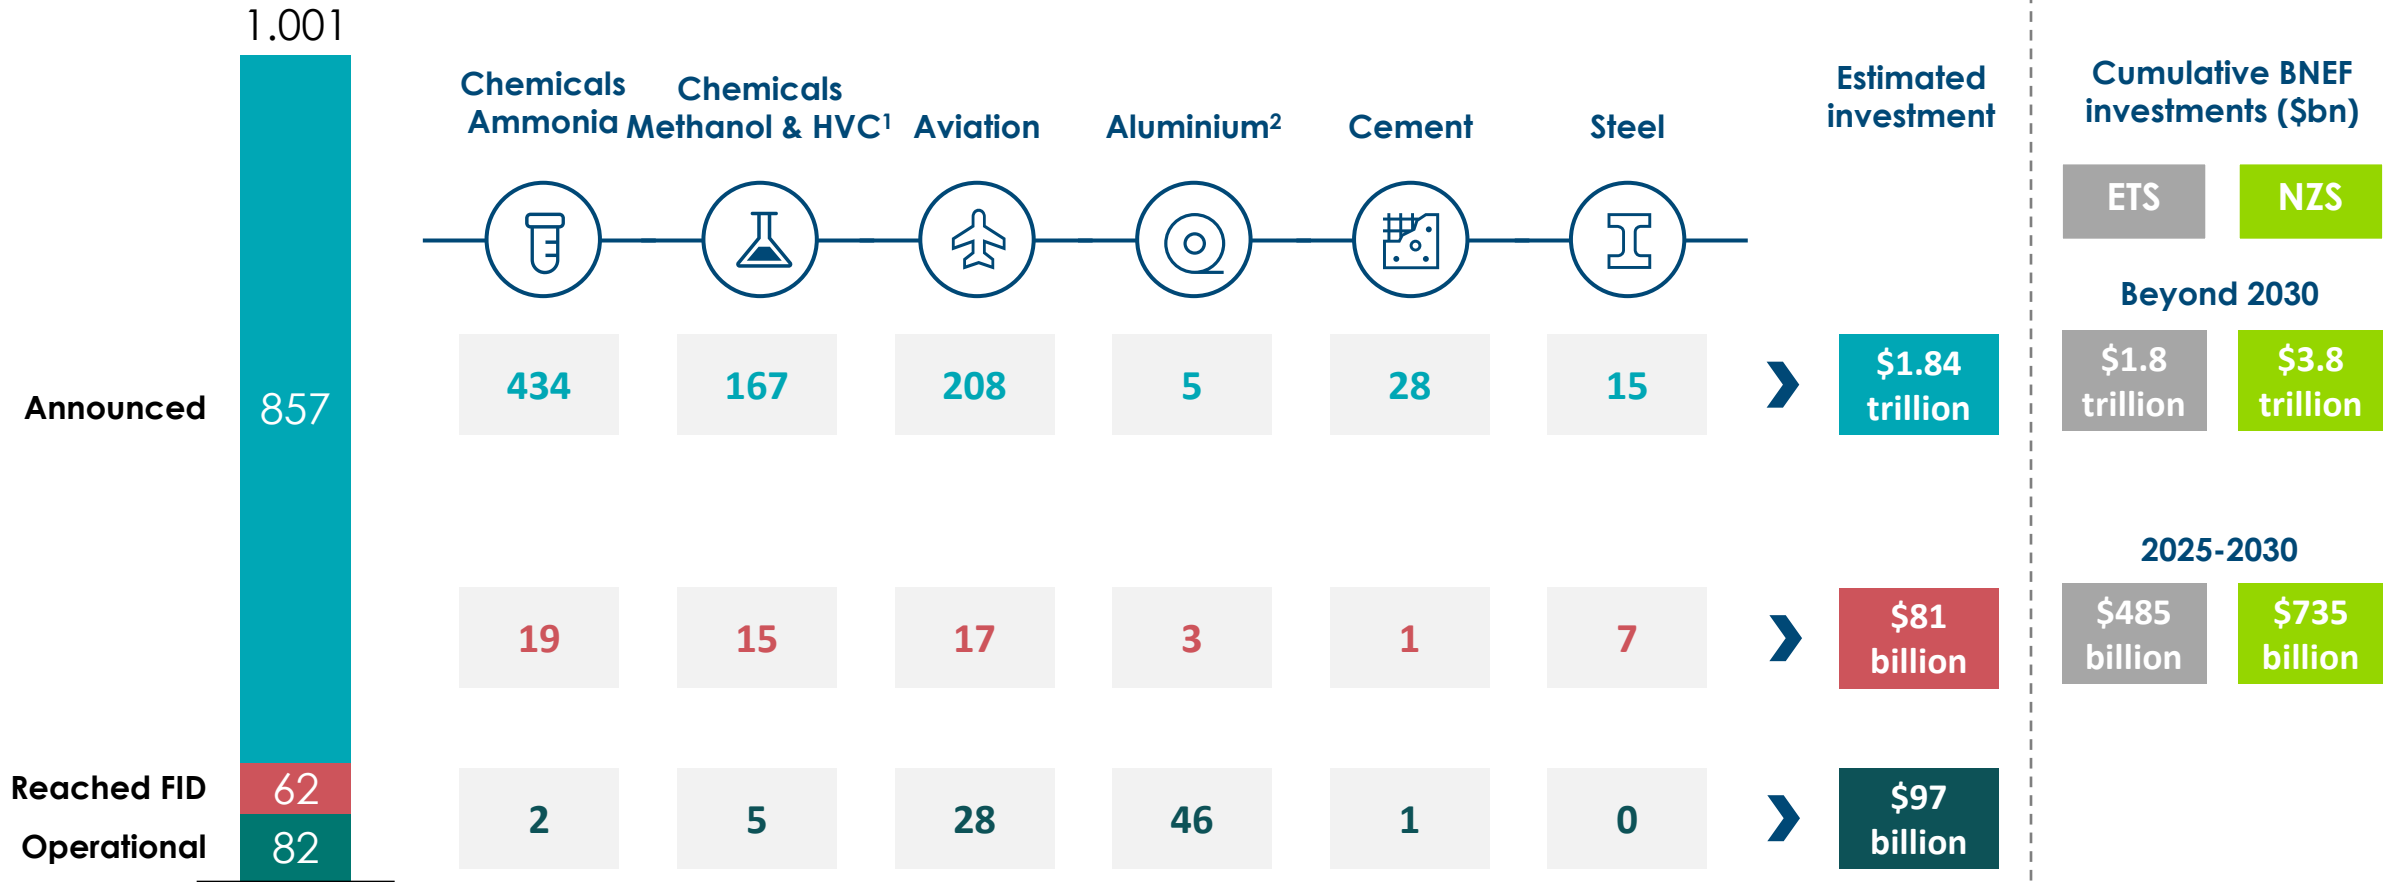 1.001
Chemicals
Ammonia
Chemicals
Methanol & HVC¹
Aviation
Aluminium²
Cement
Steel
Estimated
investment
Cumulative BNEF
investments ($bn)
ETS
NZS
Beyond 2030
Announced
857
434
167
208
5
28
15
$1.84
trillion
$1.8
trillion
$3.8
trillion
2025-2030
19
15
17
3
1
7
$81
billion
$485
billion
$735
billion
Reached FID
62
Operational
82
2
5
28
46
1
0
$97
billion